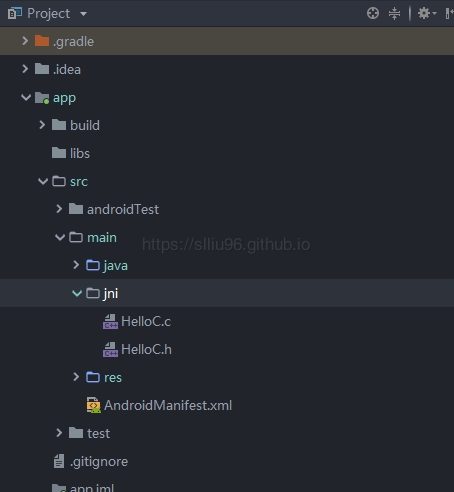 Project
.gradle
.idea
app
build
libs
src
androidTest
main
https://slliu96.github.io
java
jni
HelloC.c
HelloC.h
res
AndroidManifest.xml
test
.gitignore
app.iml